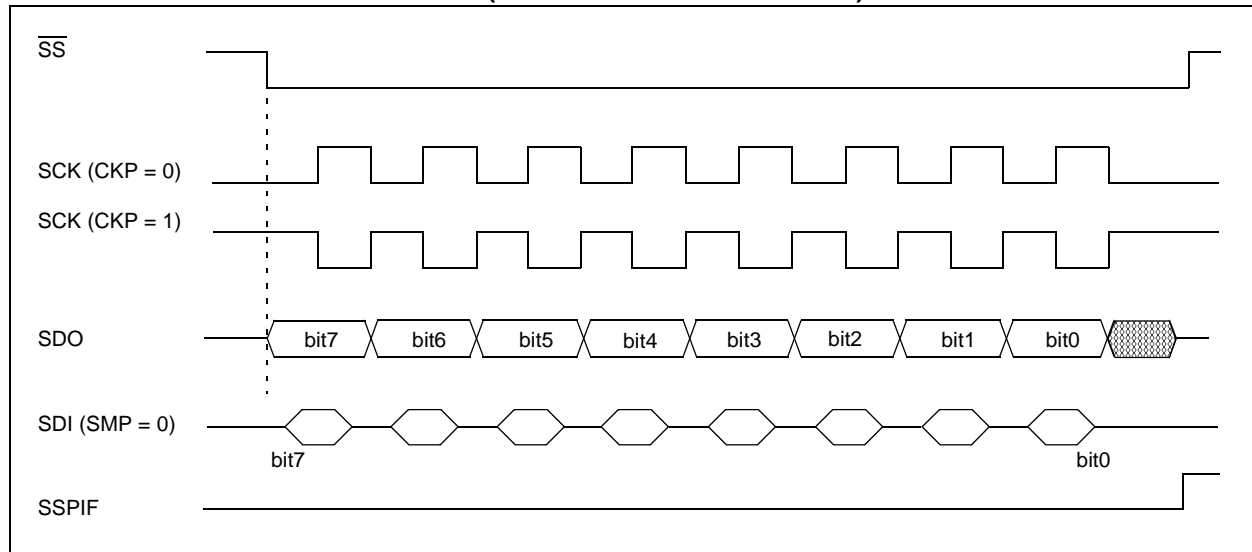 SS
SCK (CKP = 0)
SCK (CKP = 1)
SDO
bit7 bit6 bit5 bit4 bit3 bit2 bit1 bit0
SDI (SMP = 0)
bit7 bit0
SSPIF